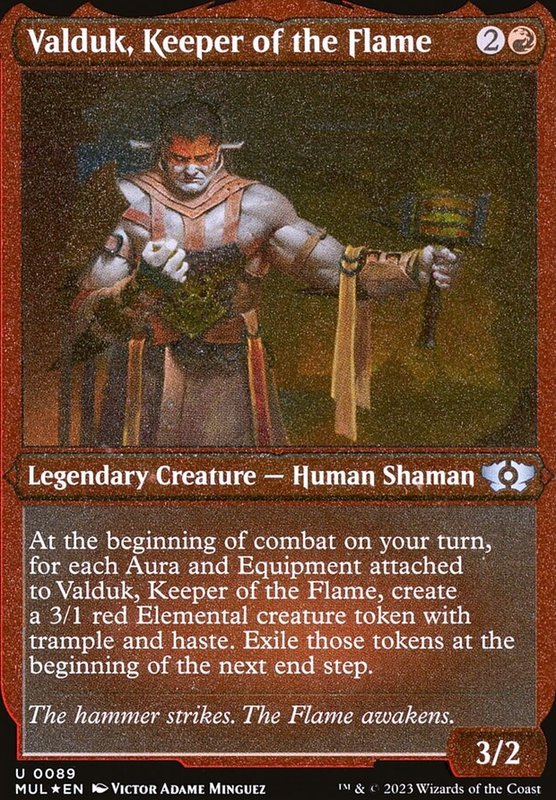 Valduk, Keeper of the Flame 2
Legendary Creature — Human Shaman
At the beginning of combat on your turn,
for each Aura and Equipment attached
to Valduk, Keeper of the Flame, create
a 3/1 red Elemental creature token with
trample and haste. Exile those tokens at the
beginning of the next end step.
The hammer strikes. The Flame awakens.
3/2
U 0089
MUL★EN Victor Adame Minguez
™ & © 2023 Wizards of the Coast